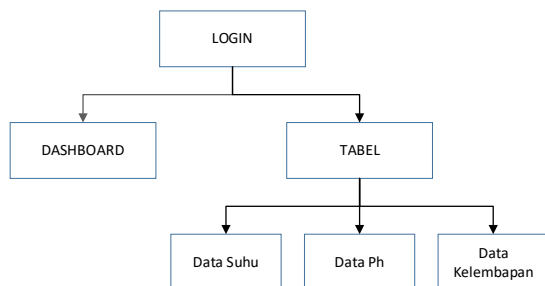 LOGIN
DASHBOARD
TABEL
Data Suhu
Data Ph
Data
Kelembapan